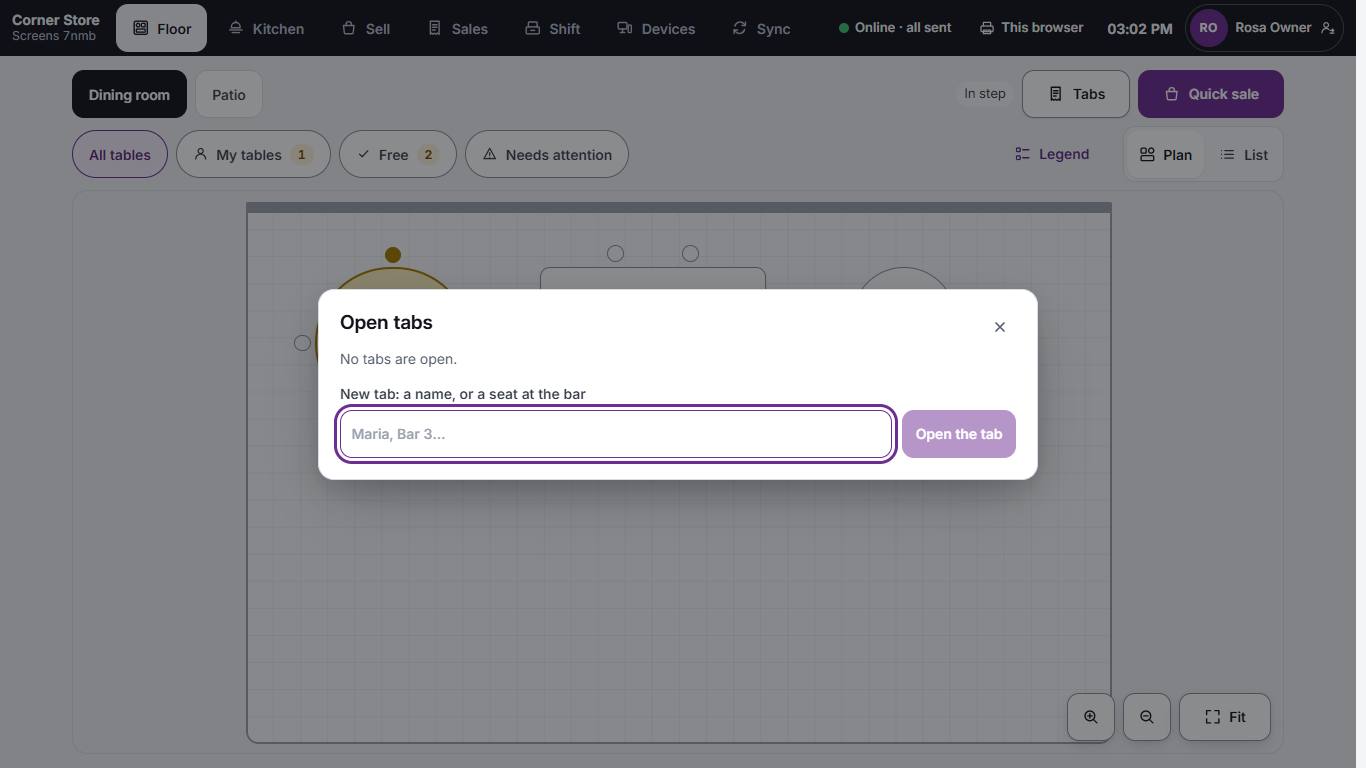 Corner Store
Screens 7nmb
Floor
Kitchen
Sell
Sales
Shift
Devices
Sync
Online · all sent
This browser
03:02 PM
RO
Rosa Owner
Dining room
Patio
In step
Tabs
Quick sale
All tables
My tables 1
Free 2
Needs attention
Legend
Plan
List
Open tabs
No tabs are open.
New tab: a name, or a seat at the bar
Maria, Bar 3...
Open the tab
Fit